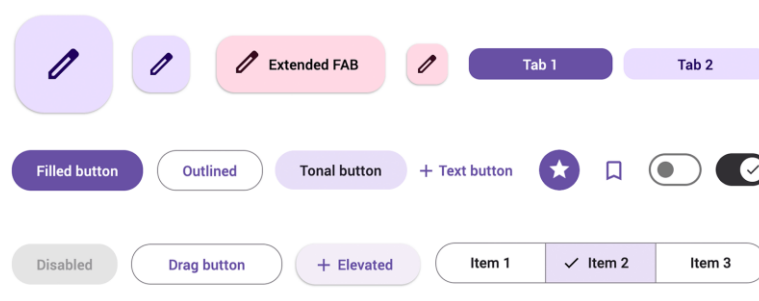 Extended FAB Tab 1 Tab 2
Filled button Outlined Tonal button + Text button
Disabled Drag button + Elevated Item 1 Item 2 Item 3